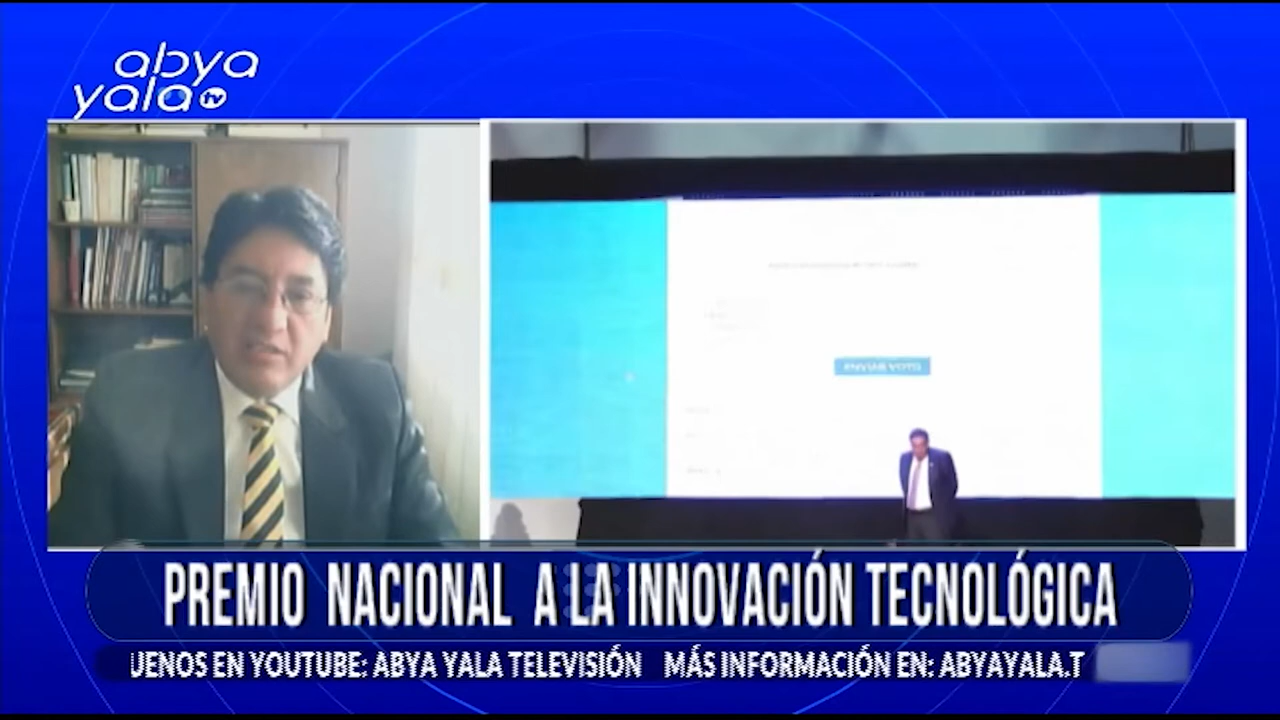 abya
yala tv
ENVIAR VOTO
PREMIO NACIONAL A LA INNOVACIÓN TECNOLÓGICA
UENOS EN YOUTUBE: ABYA YALA TELEVISIÓN MÁS INFORMACIÓN EN: ABYAYALA.T